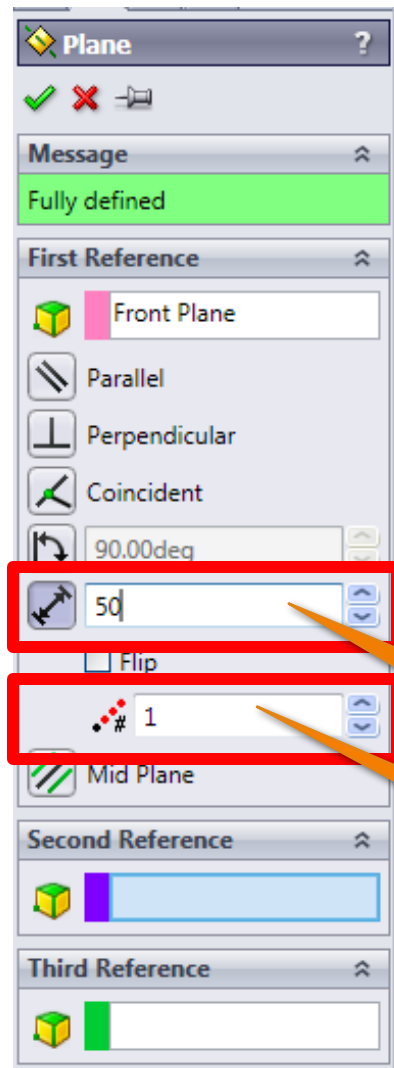 Plane ?
Message
Fully defined
First Reference
Front Plane
Parallel
Perpendicular
Coincident
90.00deg
50
Flip
# 1
Mid Plane
Second Reference
Third Reference